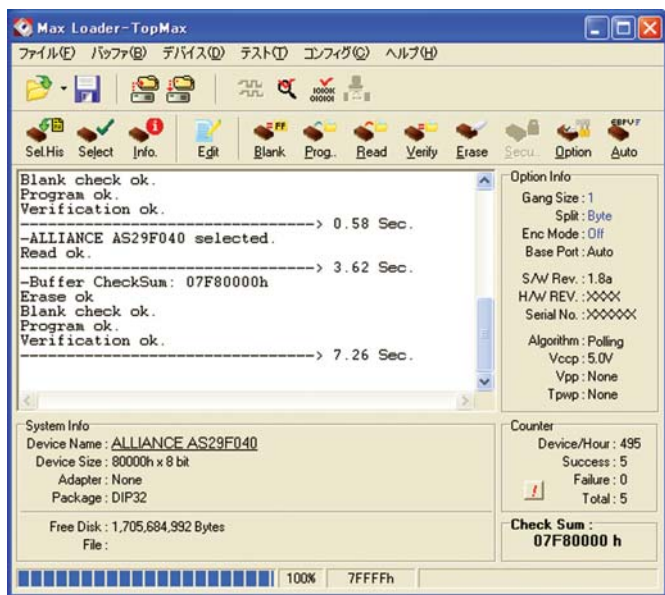 Max Loader-TopMax
ファイル(F) バッファ(B) デバイス(D) テスト(T) コンフィグ(C) ヘルプ(H)
Sel.His Select Info. Edit Blank Prog.. Read Verify Erase Secu.. Option Auto
Blank check ok.
Program ok.
Verification ok.
----------------------------------> 0.58 Sec.
-ALLIANCE AS29F040 selected.
Read ok.
----------------------------------> 3.62 Sec.
-Buffer CheckSum: 07F80000h
Erase ok
Blank check ok.
Program ok.
Verification ok.
----------------------------------> 7.26 Sec.
Option Info
Gang Size : 1
Split : Byte
Enc Mode : Off
Base Port : Auto
S/W Rev. : 1.8a
H/W REV. : XXXX
Serial No. : XXXXXX
Algorithm : Polling
Vccp : 5.0V
Vpp : None
Tpwp : None
System Info
Device Name : ALLIANCE AS29F040
Device Size : 80000h x 8 bit
Adapter : None
Package : DIP32
Free Disk : 1,705,684,992 Bytes
File :
Counter
Device/Hour : 495
Success : 5
Failure : 0
Total : 5
Check Sum :
07F80000 h
100% 7FFFFh